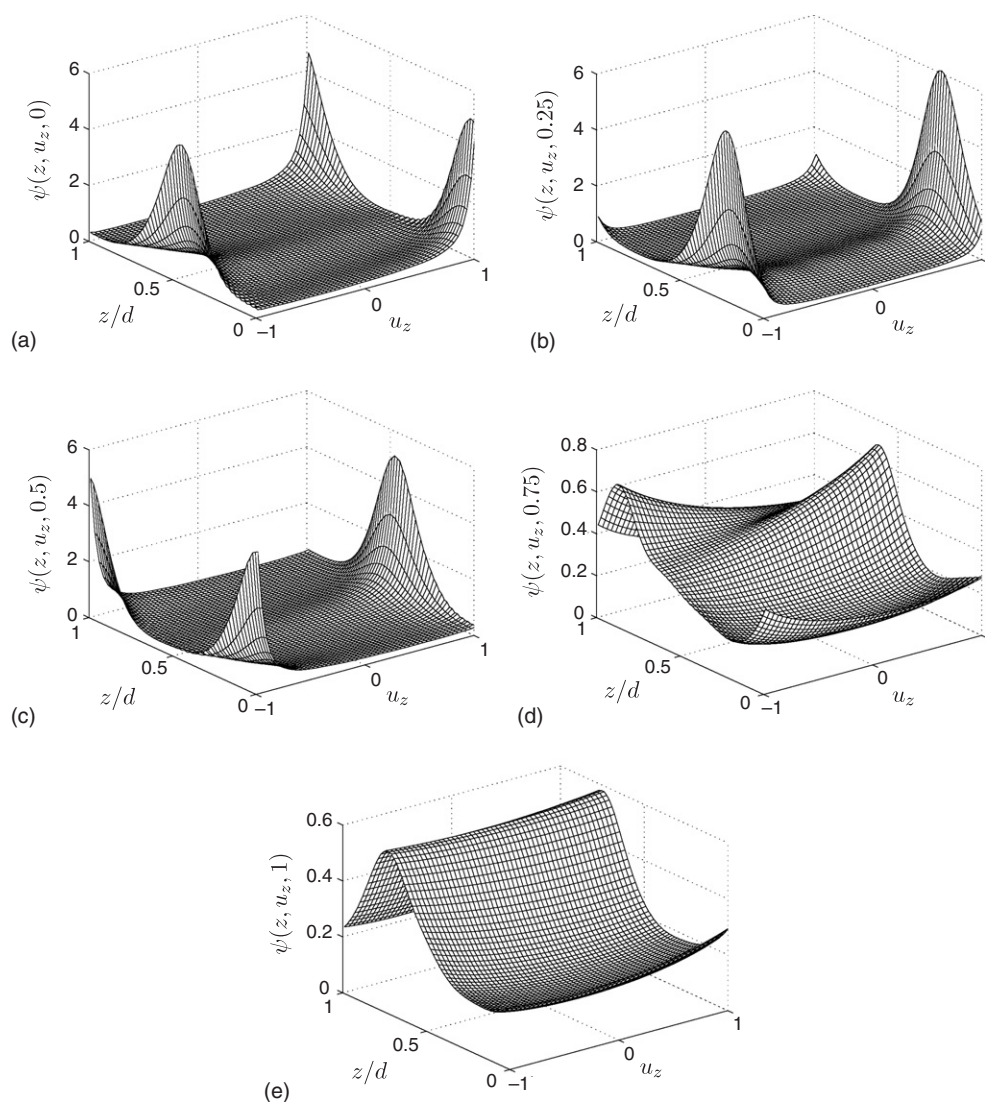 6
4
2
0
1
0.5
0
−1
0
1
ψ(z, u_z, 0)
z/d
u_z
(a)
6
4
2
0
1
0.5
0
−1
0
1
ψ(z, u_z, 0.25)
z/d
u_z
(b)
6
4
2
0
1
0.5
0
−1
0
1
ψ(z, u_z, 0.5)
z/d
u_z
(c)
0.8
0.6
0.4
0.2
0
1
0.5
0
−1
0
1
ψ(z, u_z, 0.75)
z/d
u_z
(d)
0.6
0.4
0.2
0
1
0.5
0
−1
0
1
ψ(z, u_z, 1)
z/d
u_z
(e)